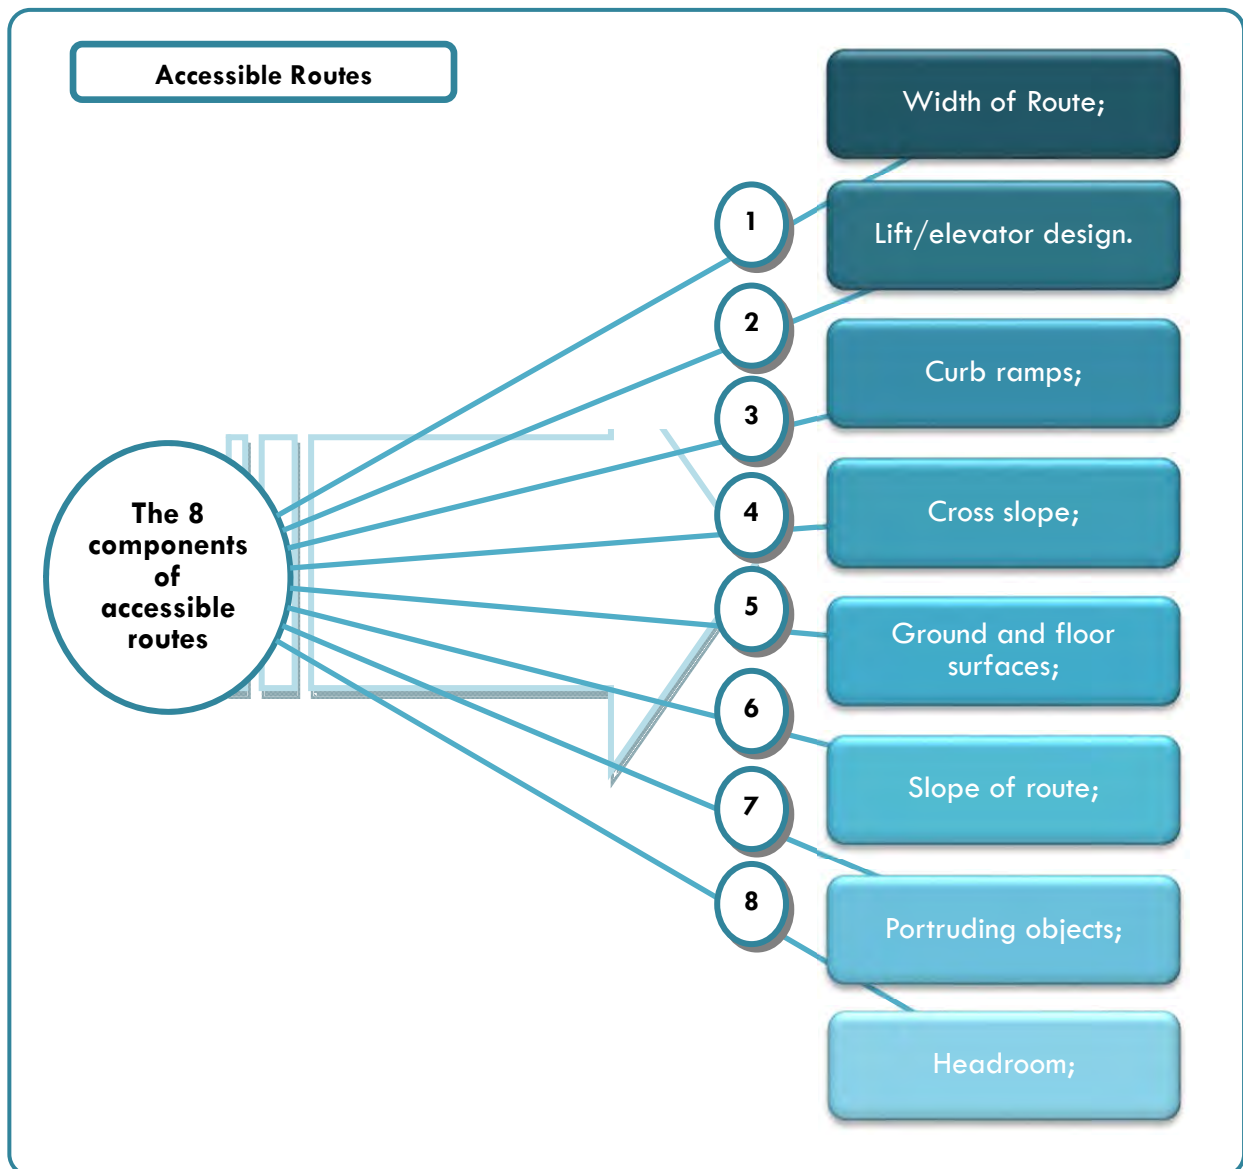 Accessible Routes
Width of Route;
1
Lift/elevator design.
2
Curb ramps;
3
The 8
components
of
accessible
routes
4
Cross slope;
5
Ground and floor
surfaces;
6
Slope of route;
7
Portruding objects;
8
Headroom;